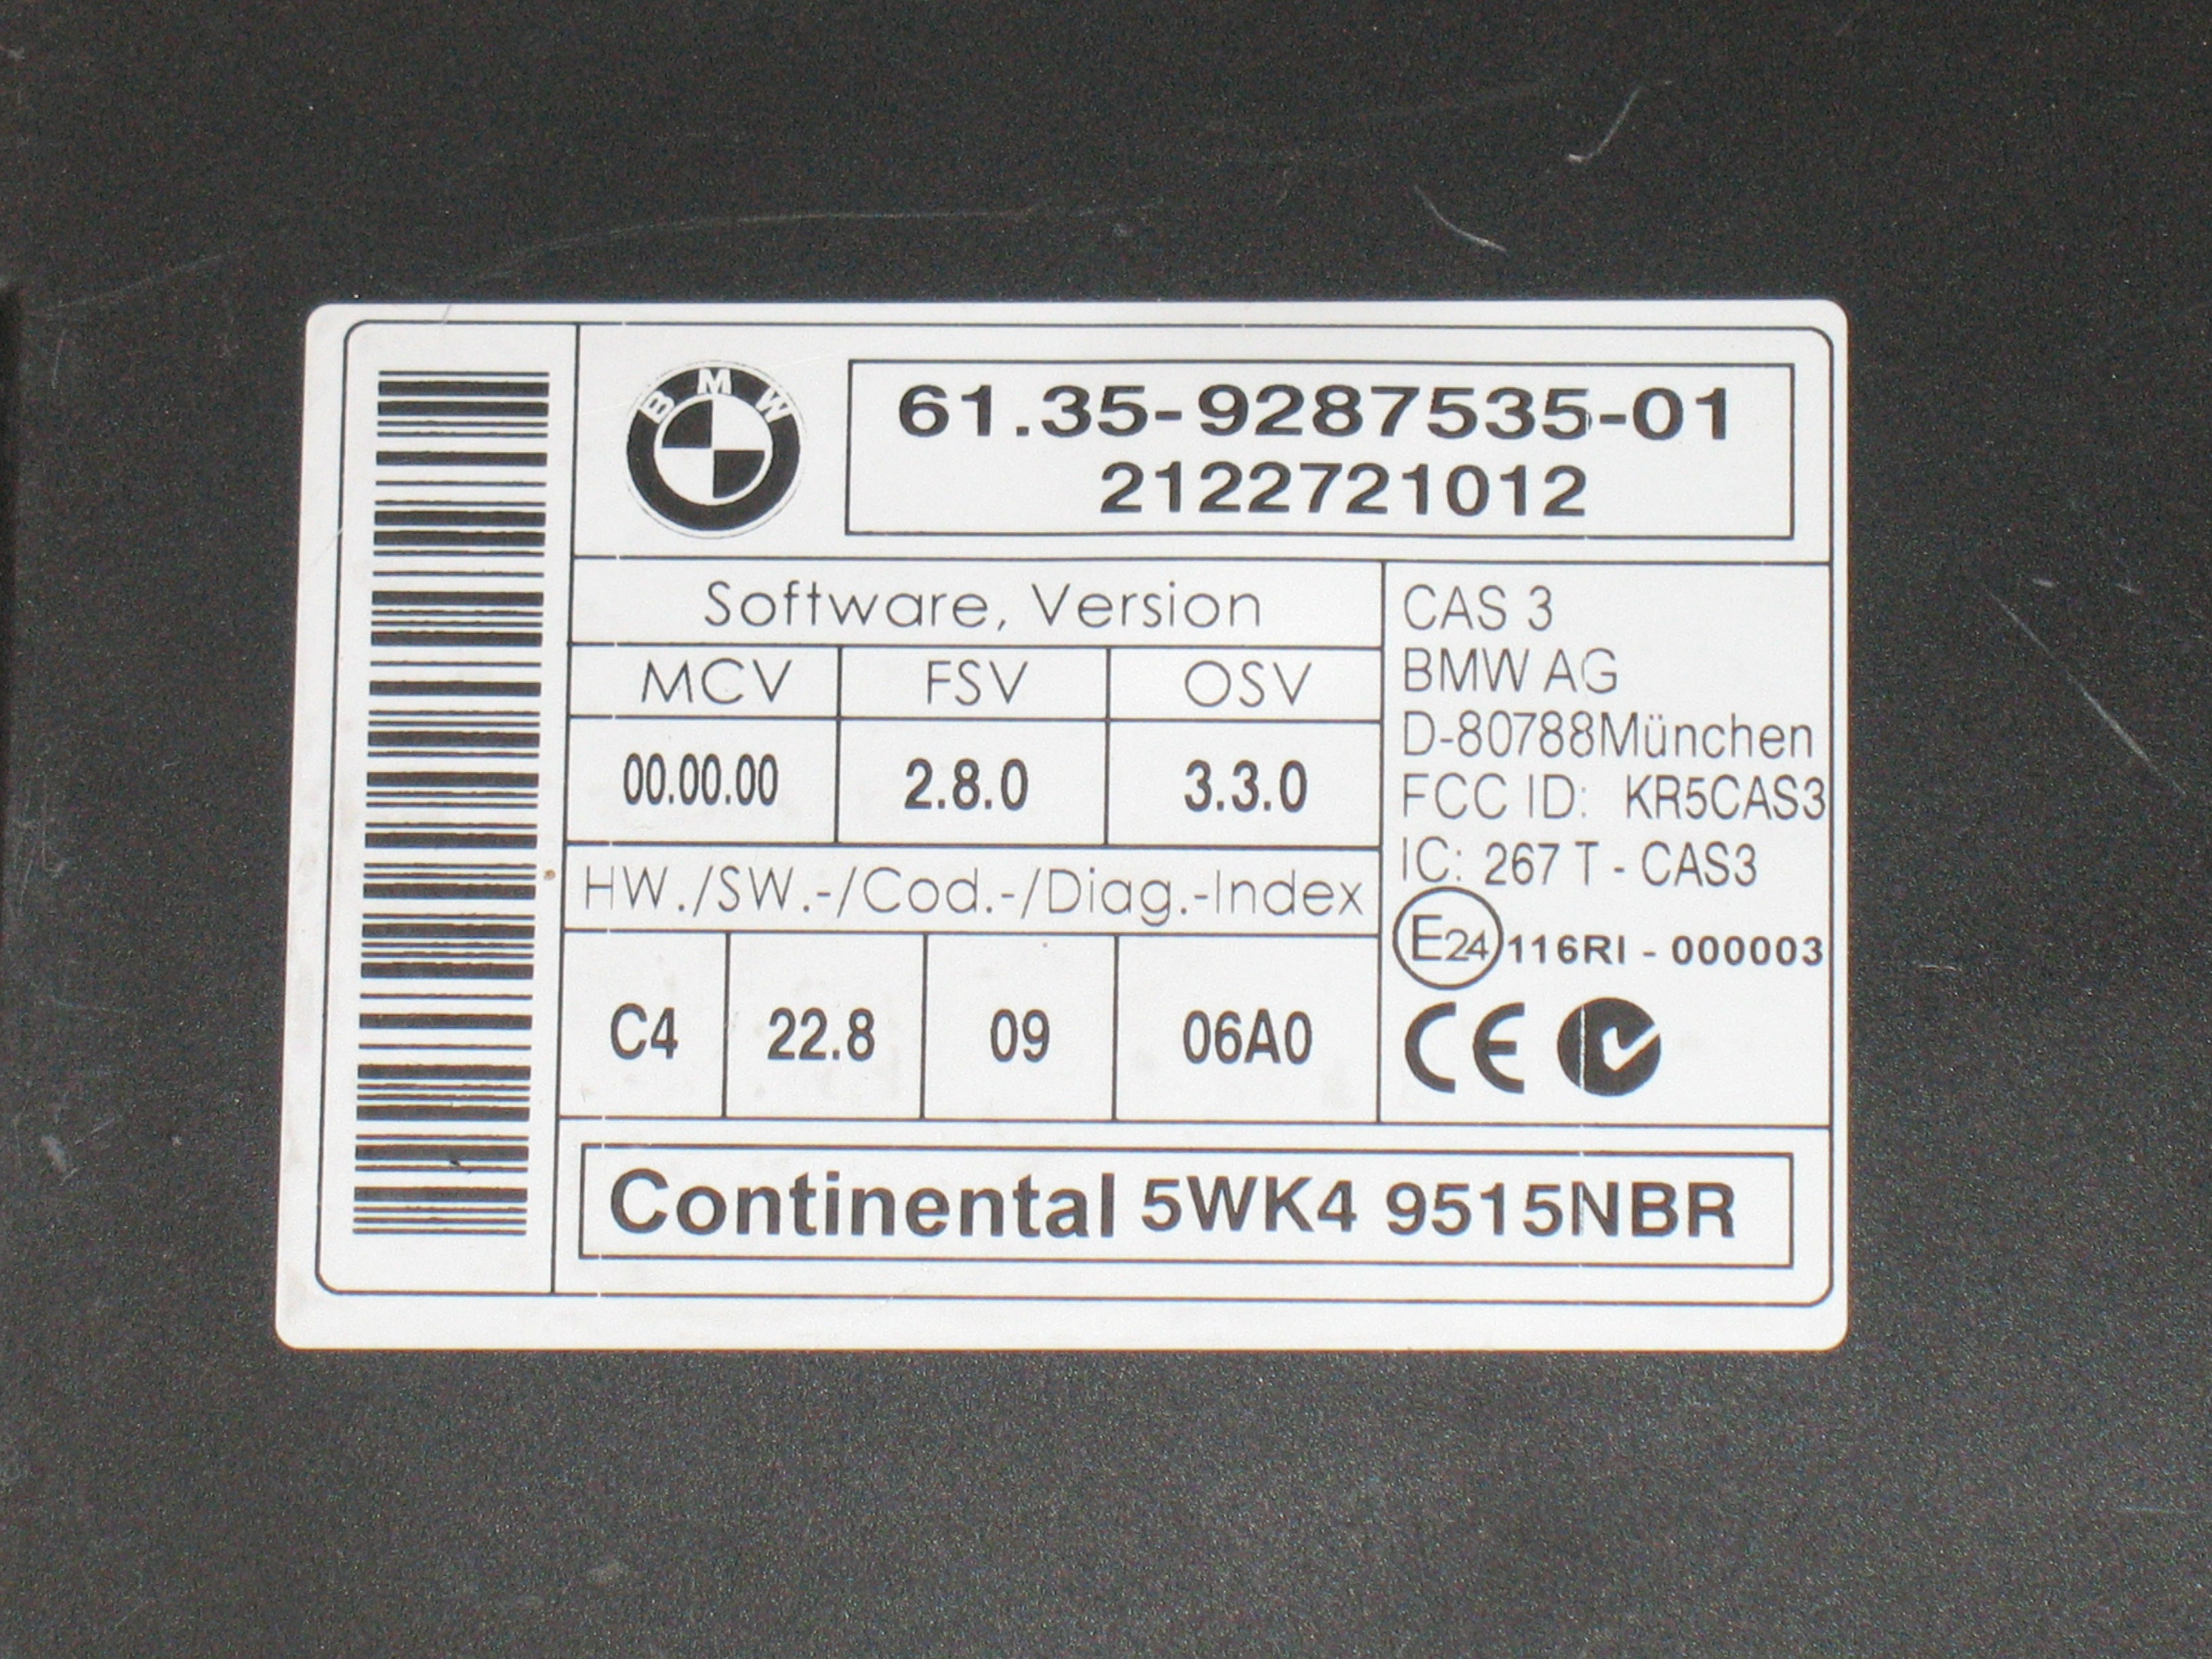 BMW
61.35-9287535-01
2122721012
Software, Version
MCV FSV OSV
00.00.00 2.8.0 3.3.0
HW./SW.-/Cod.-/Diag.-Index
C4 22.8 09 06A0
CAS 3
BMW AG
D-80788München
FCC ID: KR5CAS3
IC: 267 T - CAS3
E24 116RI - 000003
CE
Continental 5WK4 9515NBR